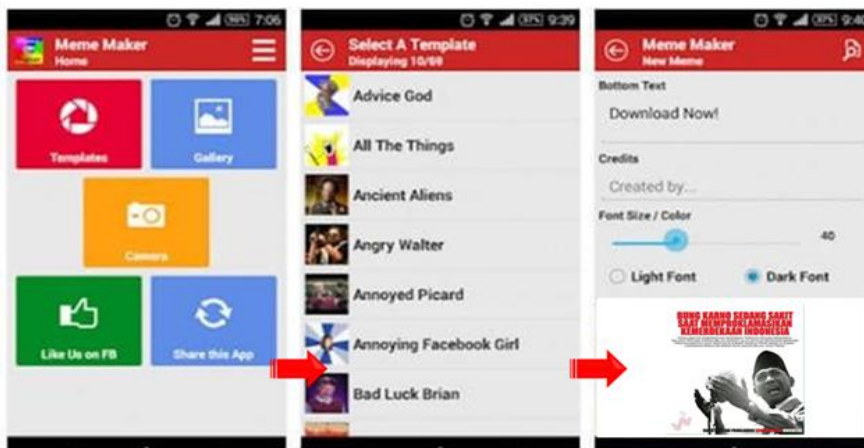 7:06
Meme Maker
Home
Templates
Gallery
Camera
Like Us on FB
Share this App
9:39
Select A Template
Displaying 10/69
Advice God
All The Things
Ancient Aliens
Angry Walter
Annoyed Picard
Annoying Facebook Girl
Bad Luck Brian
Meme Maker
New Meme
Bottom Text
Download Now!
Credits
Created by...
Font Size / Color
40
Light Font
Dark Font
BUNG KARNO SEDANG SAKIT
SAAT MEMPROKLAMASIKAN
KEMERDEKAAN INDONESIA